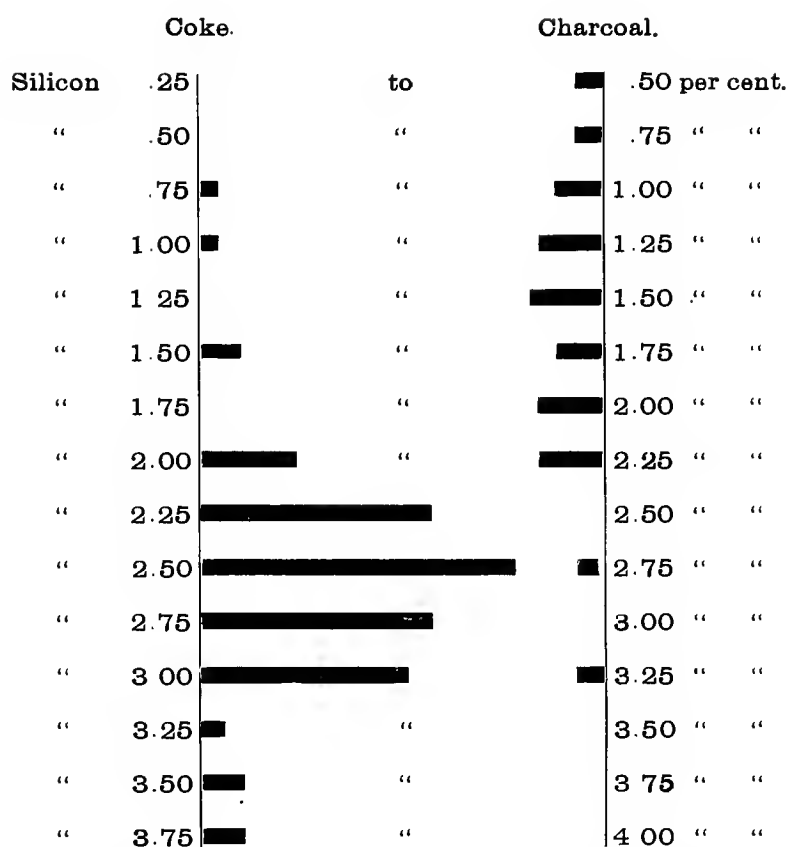 Coke. Charcoal.
Silicon .25 to .50 per cent.
“ .50 “ .75 “ “
“ .75 “ 1.00 “ “
“ 1.00 “ 1.25 “ “
“ 1 25 “ 1.50 “ “
“ 1.50 “ 1.75 “ “
“ 1.75 “ 2.00 “ “
“ 2.00 “ 2.25 “ “
“ 2.25 2.50 “ “
“ 2.50 2.75 “ “
“ 2.75 3.00 “ “
“ 3 00 3.25 “ “
“ 3.25 “ 3.50 “ “
“ 3.50 “ 3 75 “ “
“ 3.75 “ 4 00 “ “